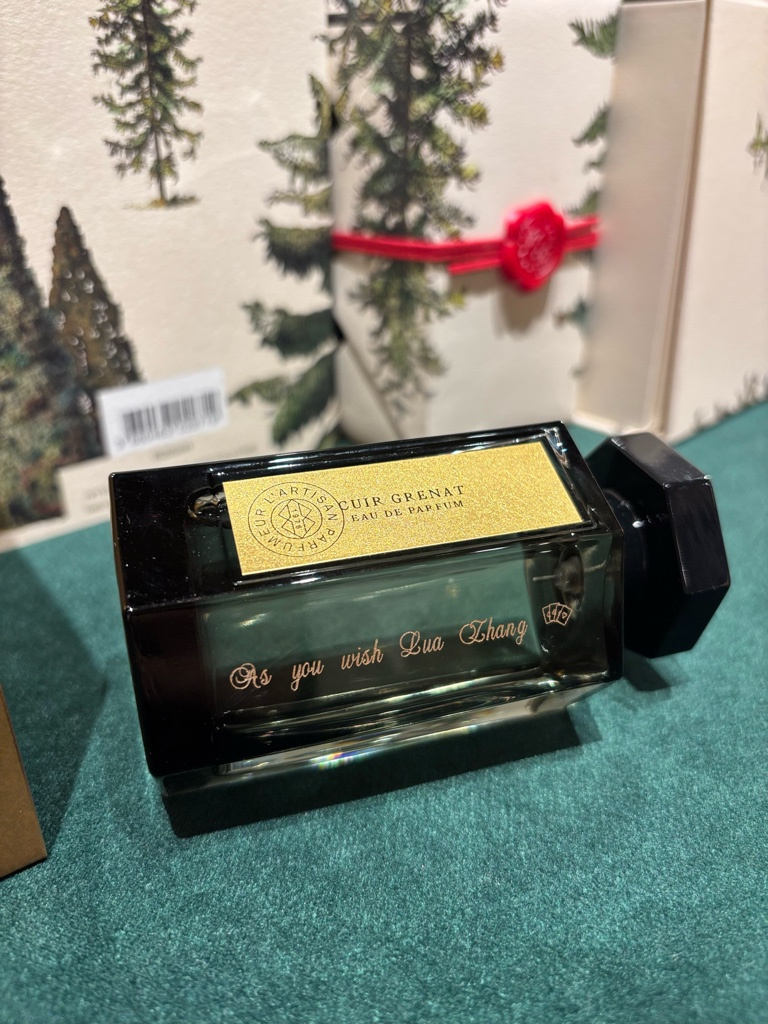 CUIR GRENAT
EAU DE PARFUM
L'ARTISAN PARFUMEUR
As you wish Lua Zhang